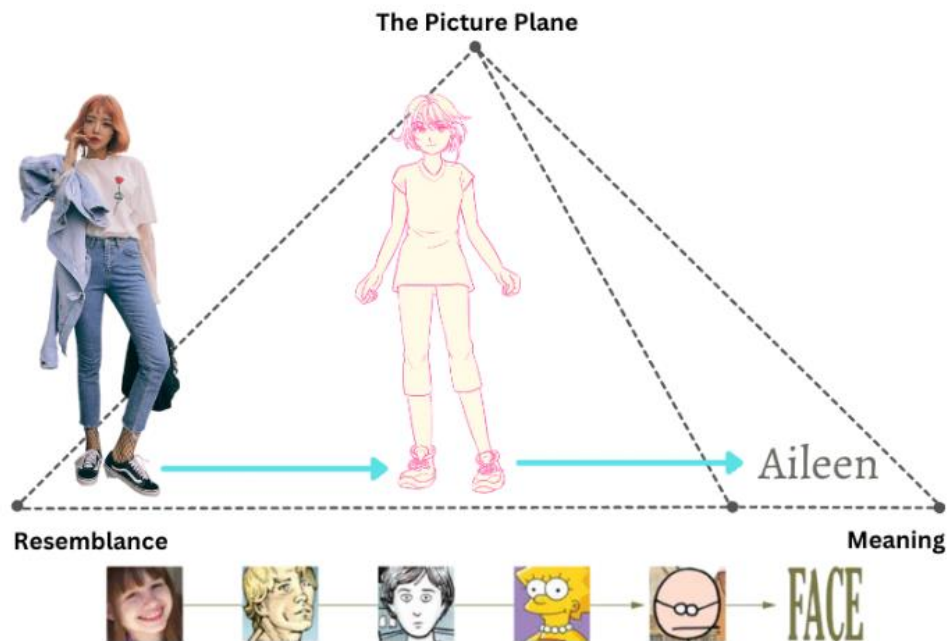 The Picture Plane
Aileen
Resemblance
Meaning
FACE